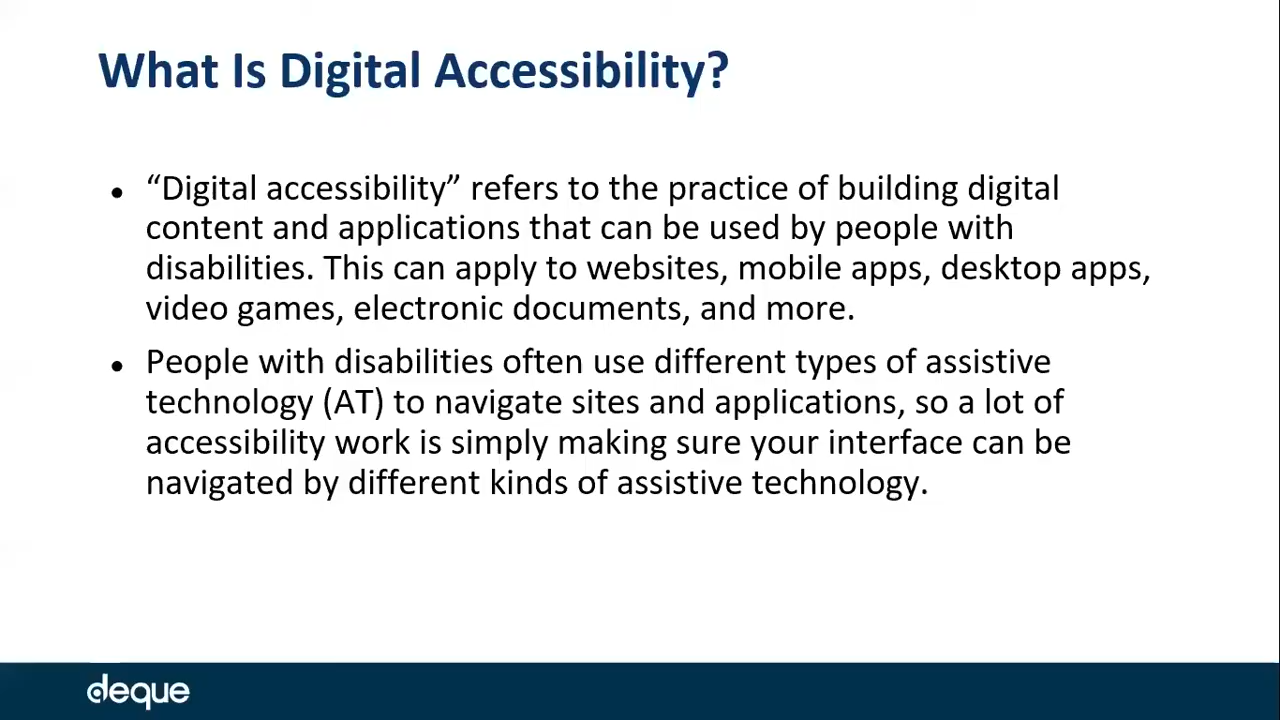 What Is Digital Accessibility?
• “Digital accessibility” refers to the practice of building digital
content and applications that can be used by people with
disabilities. This can apply to websites, mobile apps, desktop apps,
video games, electronic documents, and more.
• People with disabilities often use different types of assistive
technology (AT) to navigate sites and applications, so a lot of
accessibility work is simply making sure your interface can be
navigated by different kinds of assistive technology.
deque